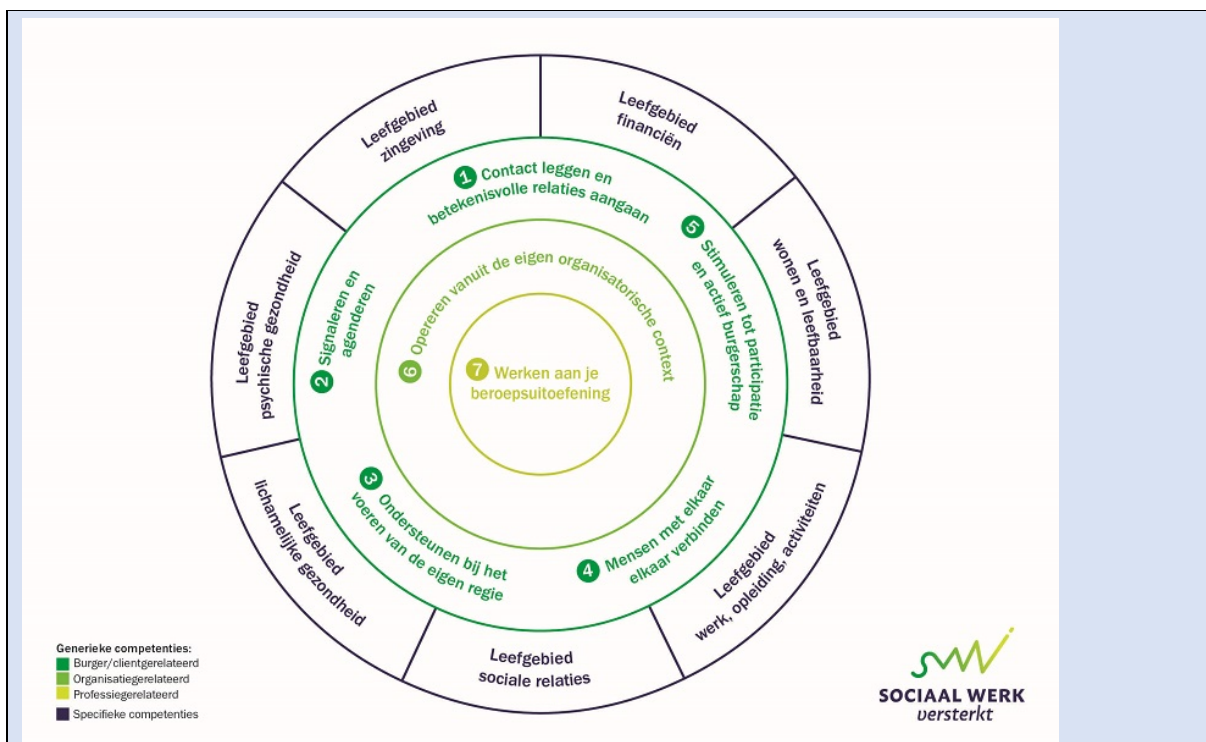 Leefgebied
zingeving
Leefgebied
financiën
1 Contact leggen en
betekenisvolle relaties aangaan
5 Stimuleren tot participatie
en actief burgerschap
Leefgebied
wonen en leefbaarheid
Leefgebied
psychische gezondheid
2 Signaleren en
agenderen
6 Opereren vanuit de eigen organisatorische context
7 Werken aan je
beroepsuitoefening
3 Ondersteunen bij het
voeren van de eigen regie
4 Mensen met elkaar
elkaar verbinden
Leefgebied
lichamelijke gezondheid
Leefgebied
sociale relaties
Leefgebied
werk, opleiding, activiteiten
Generieke competenties:
Burger/clientgerelateerd
Organisatiegerelateerd
Professiegerelateerd
Specifieke competenties
SOCIAAL WERK
versterkt